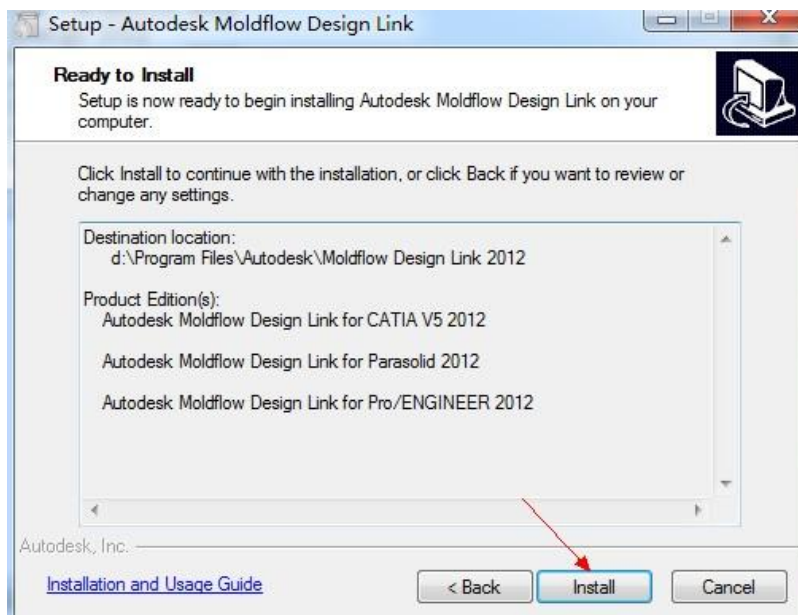 Setup - Autodesk Moldflow Design Link
Ready to Install
Setup is now ready to begin installing Autodesk Moldflow Design Link on your
computer.
Click Install to continue with the installation, or click Back if you want to review or
change any settings.
Destination location:
d:\Program Files\Autodesk\Moldflow Design Link 2012
Product Edition(s):
Autodesk Moldflow Design Link for CATIA V5 2012
Autodesk Moldflow Design Link for Parasolid 2012
Autodesk Moldflow Design Link for Pro/ENGINEER 2012
Autodesk, Inc.
Installation and Usage Guide
< Back Install Cancel